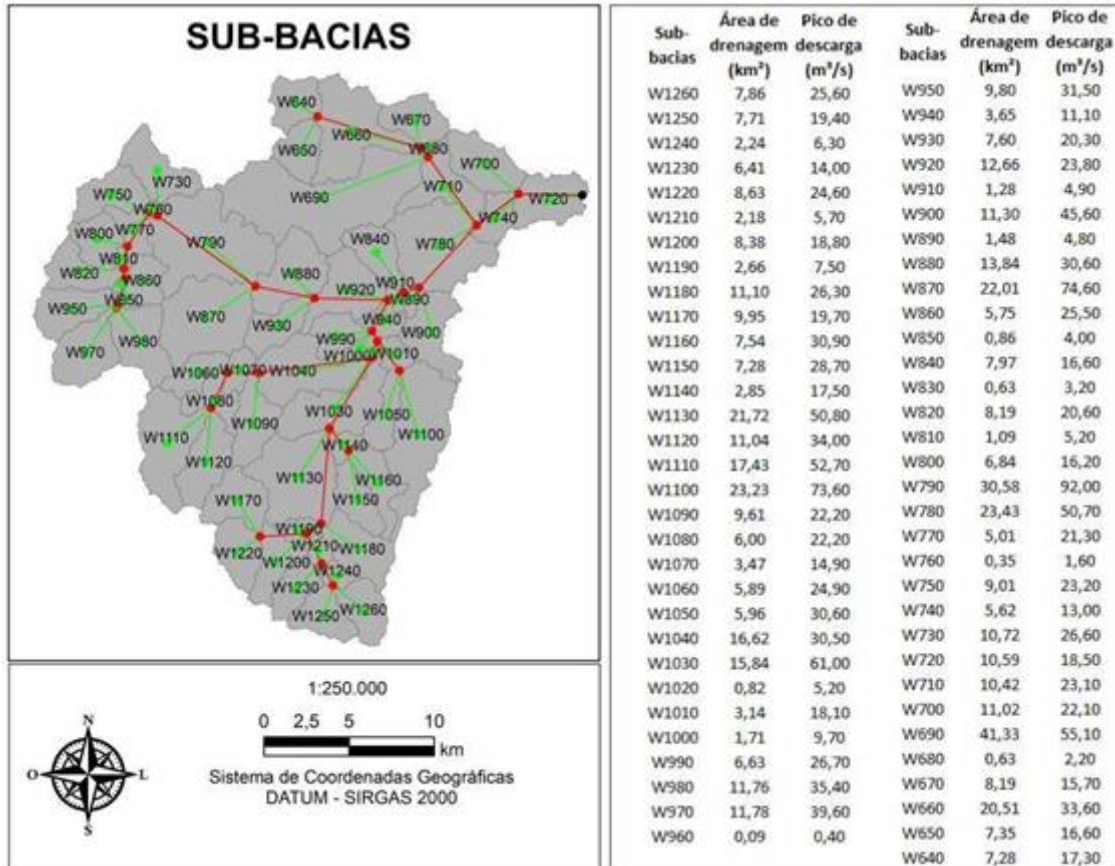 SUB-BACIAS
W640
W670
W660
W650
W680
W700
W730
W710
W690
W720
W750
W760
W740
W800
W770
W790
W840
W780
W810
W820
W880
W860
W910
W920
W890
W850
W950
W870
W930
W940
W900
W970
W980
W990
W1000
W1010
W1060
W1070
W1040
W1080
W1030
W1050
W1090
W1100
W1110
W1140
W1120
W1130
W1160
W1150
W1170
W1190
W1210
W1180
W1220
W1200
W1240
W1230
W1250
W1260
1:250.000
0 2,5 5 10
km
Sistema de Coordenadas Geográficas
DATUM - SIRGAS 2000
N
O L
S
Sub-bacias Área de drenagem (km²) Pico de descarga (m³/s) Sub-bacias Área de drenagem (km²) Pico de descarga (m³/s)
W1260 7,86 25,60 W950 9,80 31,50
W1250 7,71 19,40 W940 3,65 11,10
W1240 2,24 6,30 W930 7,60 20,30
W1230 6,41 14,00 W920 12,66 23,80
W1220 8,63 24,60 W910 1,28 4,90
W1210 2,18 5,70 W900 11,30 45,60
W1200 8,38 18,80 W890 1,48 4,80
W1190 2,66 7,50 W880 13,84 30,60
W1180 11,10 26,30 W870 22,01 74,60
W1170 9,95 19,70 W860 5,75 25,50
W1160 7,54 30,90 W850 0,86 4,00
W1150 7,28 28,70 W840 7,97 16,60
W1140 2,85 17,50 W830 0,63 3,20
W1130 21,72 50,80 W820 8,19 20,60
W1120 11,04 34,00 W810 1,09 5,20
W1110 17,43 52,70 W800 6,84 16,20
W1100 23,23 73,60 W790 30,58 92,00
W1090 9,61 22,20 W780 23,43 50,70
W1080 6,00 22,20 W770 5,01 21,30
W1070 3,47 14,90 W760 0,35 1,60
W1060 5,89 24,90 W750 9,01 23,20
W1050 5,96 30,60 W740 5,62 13,00
W1040 16,62 30,50 W730 10,72 26,60
W1030 15,84 61,00 W720 10,59 18,50
W1020 0,82 5,20 W710 10,42 23,10
W1010 3,14 18,10 W700 11,02 22,10
W1000 1,71 9,70 W690 41,33 55,10
W990 6,63 26,70 W680 0,63 2,20
W980 11,76 35,40 W670 8,19 15,70
W970 11,78 39,60 W660 20,51 33,60
W960 0,09 0,40 W650 7,35 16,60
W640 7,28 17,30